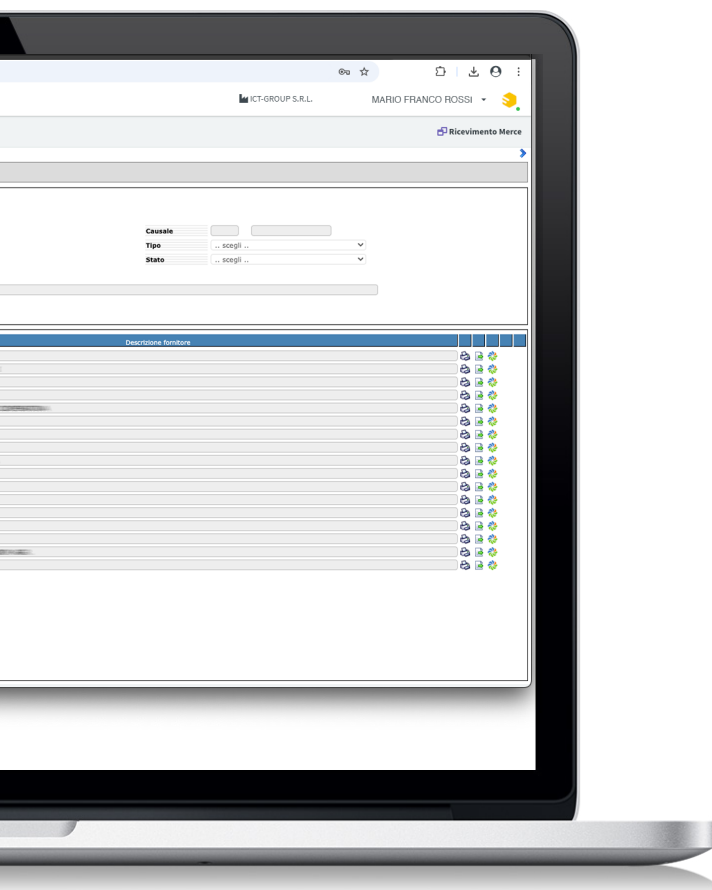 ICT-GROUP S.R.L. MARIO FRANCO ROSSI
Ricevimento Merce
Causale
Tipo .. scegli ..
Stato .. scegli ..
Descrizione fornitore